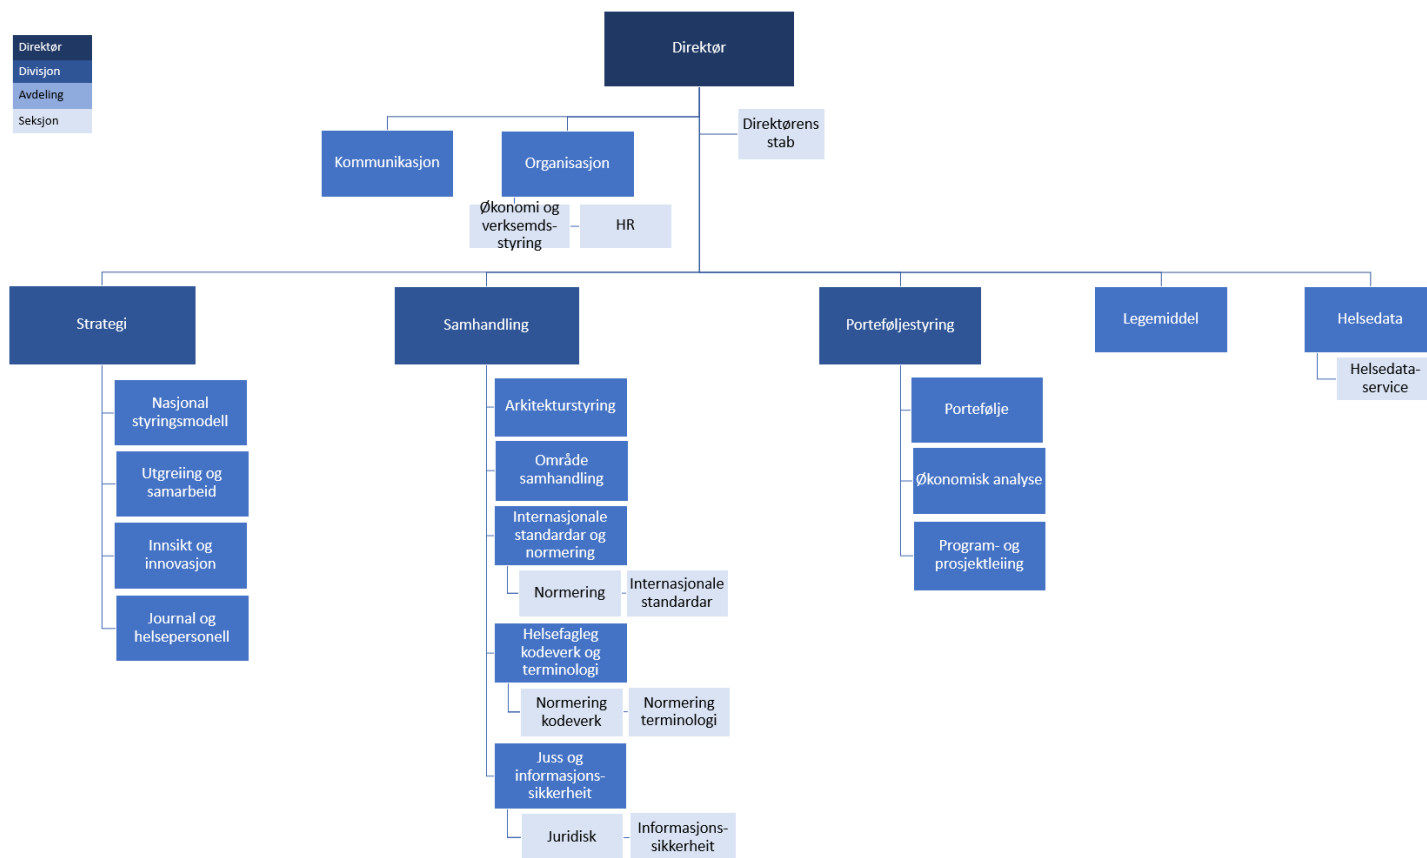 Direktør
Divisjon
Avdeling
Seksjon
Direktør
Direktørens
stab
Kommunikasjon
Organisasjon
Økonomi og
verksemds-
styring
HR
Strategi
Samhandling
Porteføljestyring
Legemiddel
Helsedata
Helsedata-
service
Nasjonal
styringsmodell
Utgreiing og
samarbeid
Innsikt og
innovasjon
Journal og
helsepersonell
Arkitekturstyring
Område
samhandling
Internasjonale
standardar og
normering
Normering
Internasjonale
standardar
Helsefagleg
kodeverk og
terminologi
Normering
kodeverk
Normering
terminologi
Juss og
informasjons-
sikkerheit
Juridisk
Informasjons-
sikkerheit
Portefølje
Økonomisk analyse
Program- og
prosjektleiing